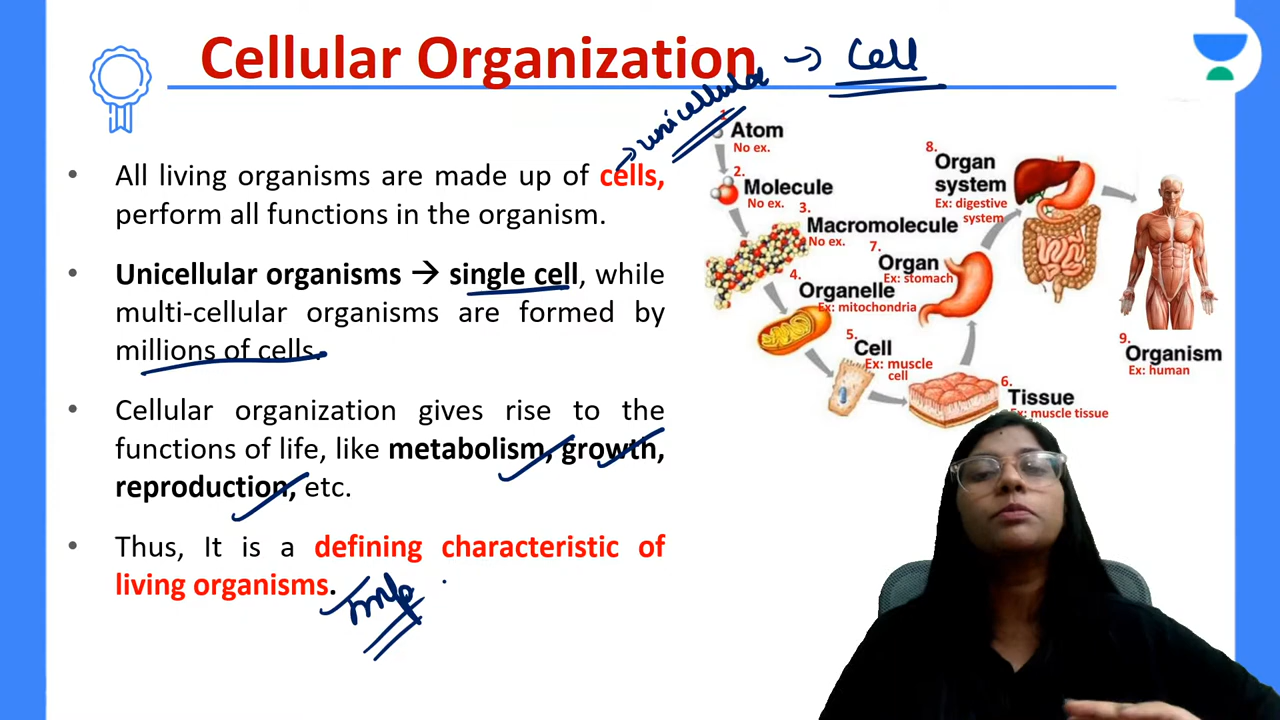 Cellular Organization → Cell
→ unicellular
All living organisms are made up of cells,
perform all functions in the organism.
Unicellular organisms → single cell, while
multi-cellular organisms are formed by
millions of cells.
Cellular organization gives rise to the
functions of life, like metabolism, growth,
reproduction, etc.
Thus, It is a defining characteristic of
living organisms.
Imp
1.
Atom
No ex.
2.
Molecule
No ex.
3.
Macromolecule
No ex.
4.
Organelle
Ex: mitochondria
5.
Cell
Ex: muscle
cell
6.
Tissue
Ex: muscle tissue
7.
Organ
Ex: stomach
8.
Organ
system
Ex: digestive
system
9.
Organism
Ex: human